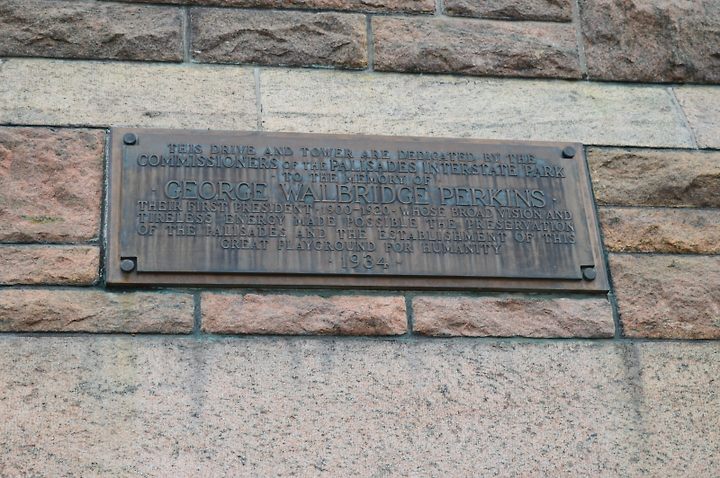 THIS DRIVE AND TOWER ARE DEDICATED BY THE
COMMISSIONERS OF THE PALISADES INTERSTATE PARK
· TO THE MEMORY OF ·
· GEORGE WALBRIDGE PERKINS ·
THEIR FIRST PRESIDENT · 1900-1920 · WHOSE BROAD VISION AND
TIRELESS ENERGY MADE POSSIBLE THE PRESERVATION
OF THE PALISADES AND THE ESTABLISHMENT OF THIS
GREAT PLAYGROUND FOR HUMANITY
· 1934 ·